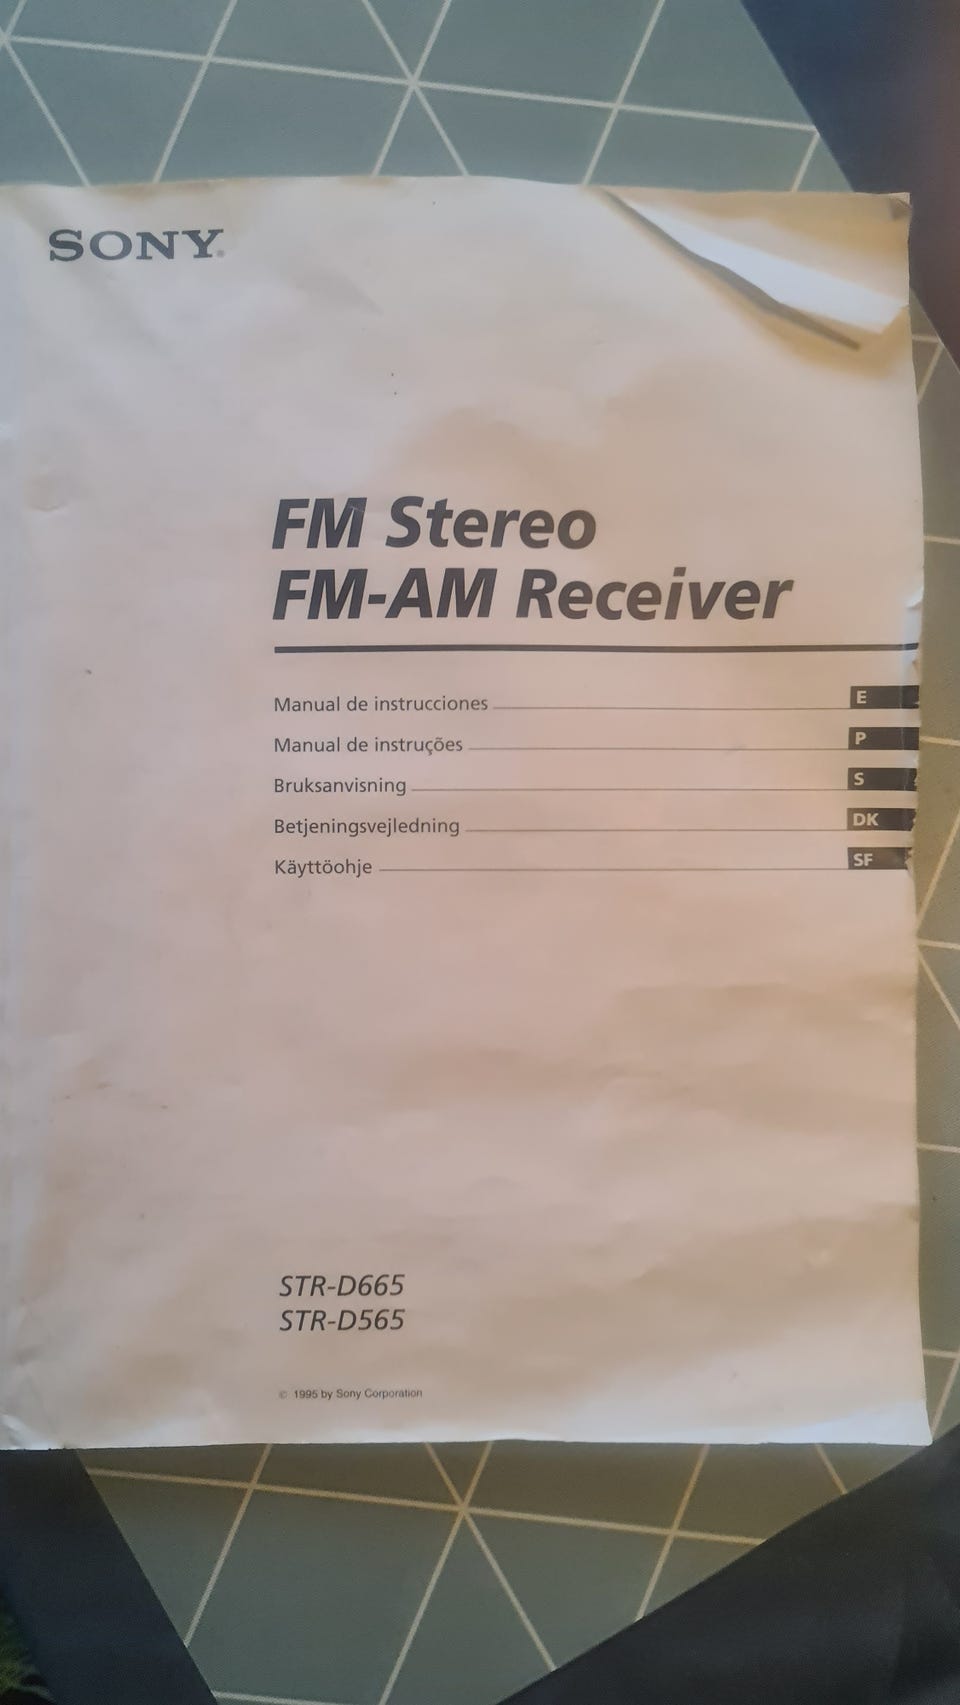 SONY®
FM Stereo
FM-AM Receiver
Manual de instrucciones E
Manual de instruções P
Bruksanvisning S
Betjeningsvejledning DK
Käyttöohje SF
STR-D665
STR-D565
© 1995 by Sony Corporation